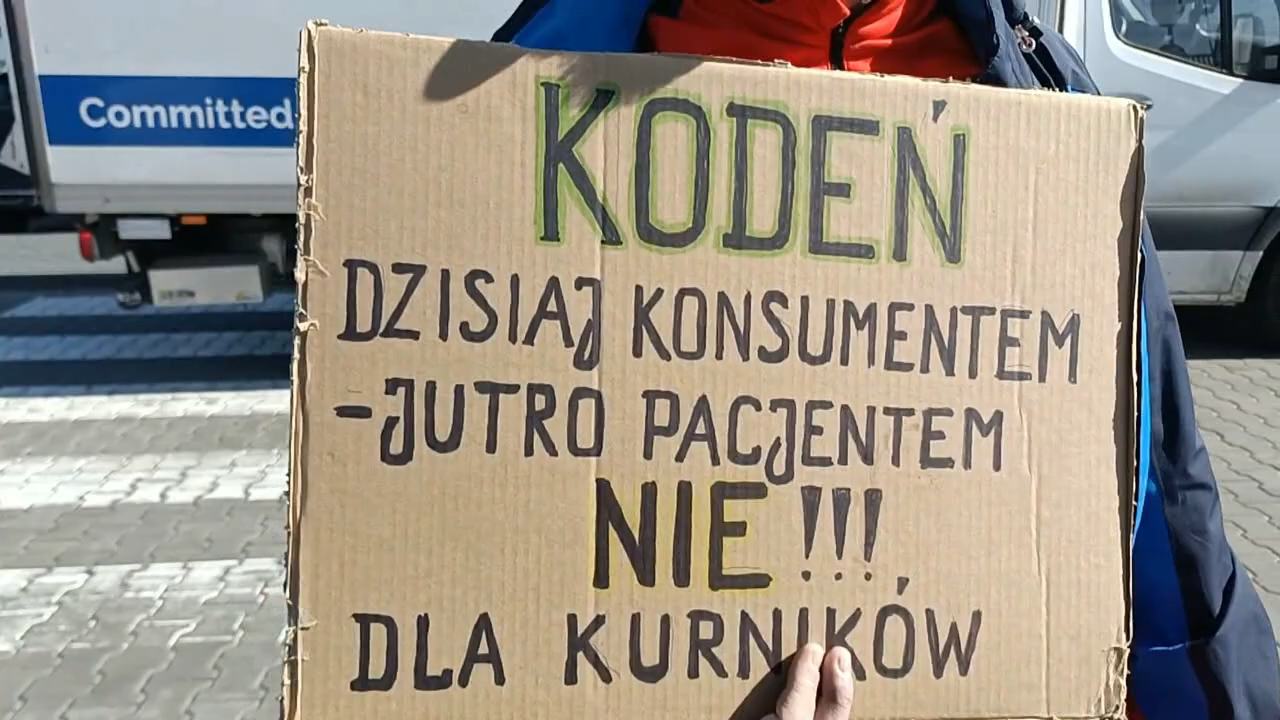 Committed
KODEŃ
DZISIAJ KONSUMENTEM
-JUTRO PACJENTEM
NIE!!!
DLA KURNIKÓW